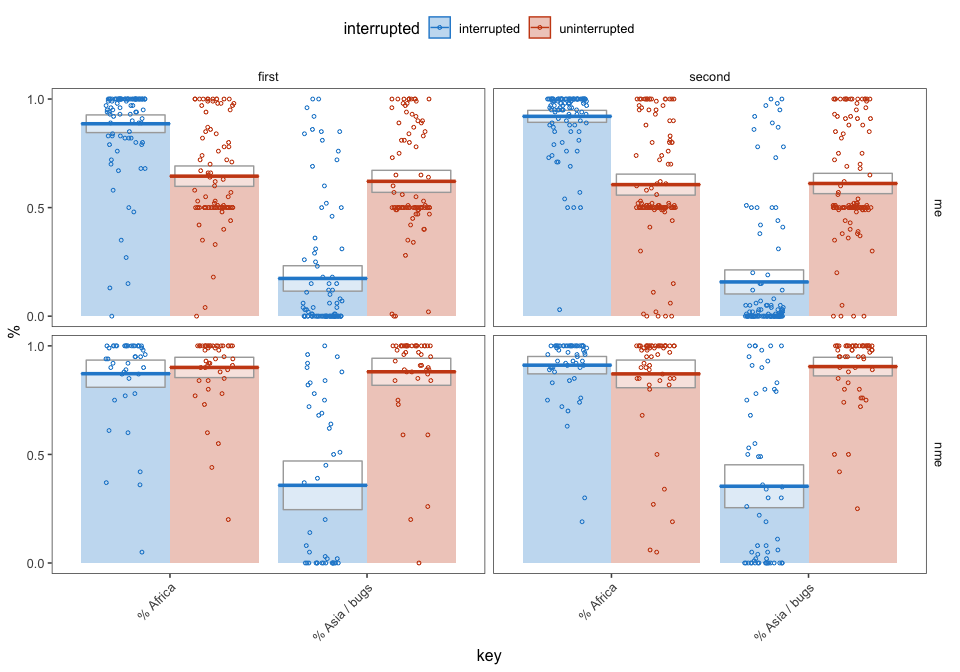 interrupted interrupted uninterrupted
first second
1.0
0.5
0.0
me
%
1.0
0.5
0.0
nme
% Africa % Asia / bugs % Africa % Asia / bugs
key